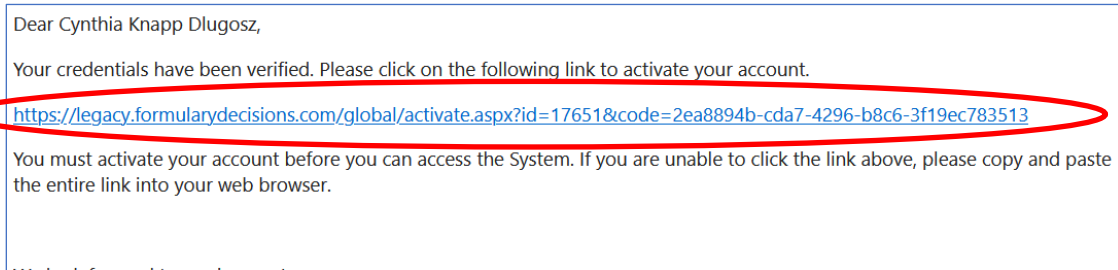 Dear Cynthia Knapp Dlugosz,
Your credentials have been verified. Please click on the following link to activate your account.
https://legacy.formularydecisions.com/global/activate.aspx?id=17651&code=2ea8894b-cda7-4296-b8c6-3f19ec783513
You must activate your account before you can access the System. If you are unable to click the link above, please copy and paste
the entire link into your web browser.